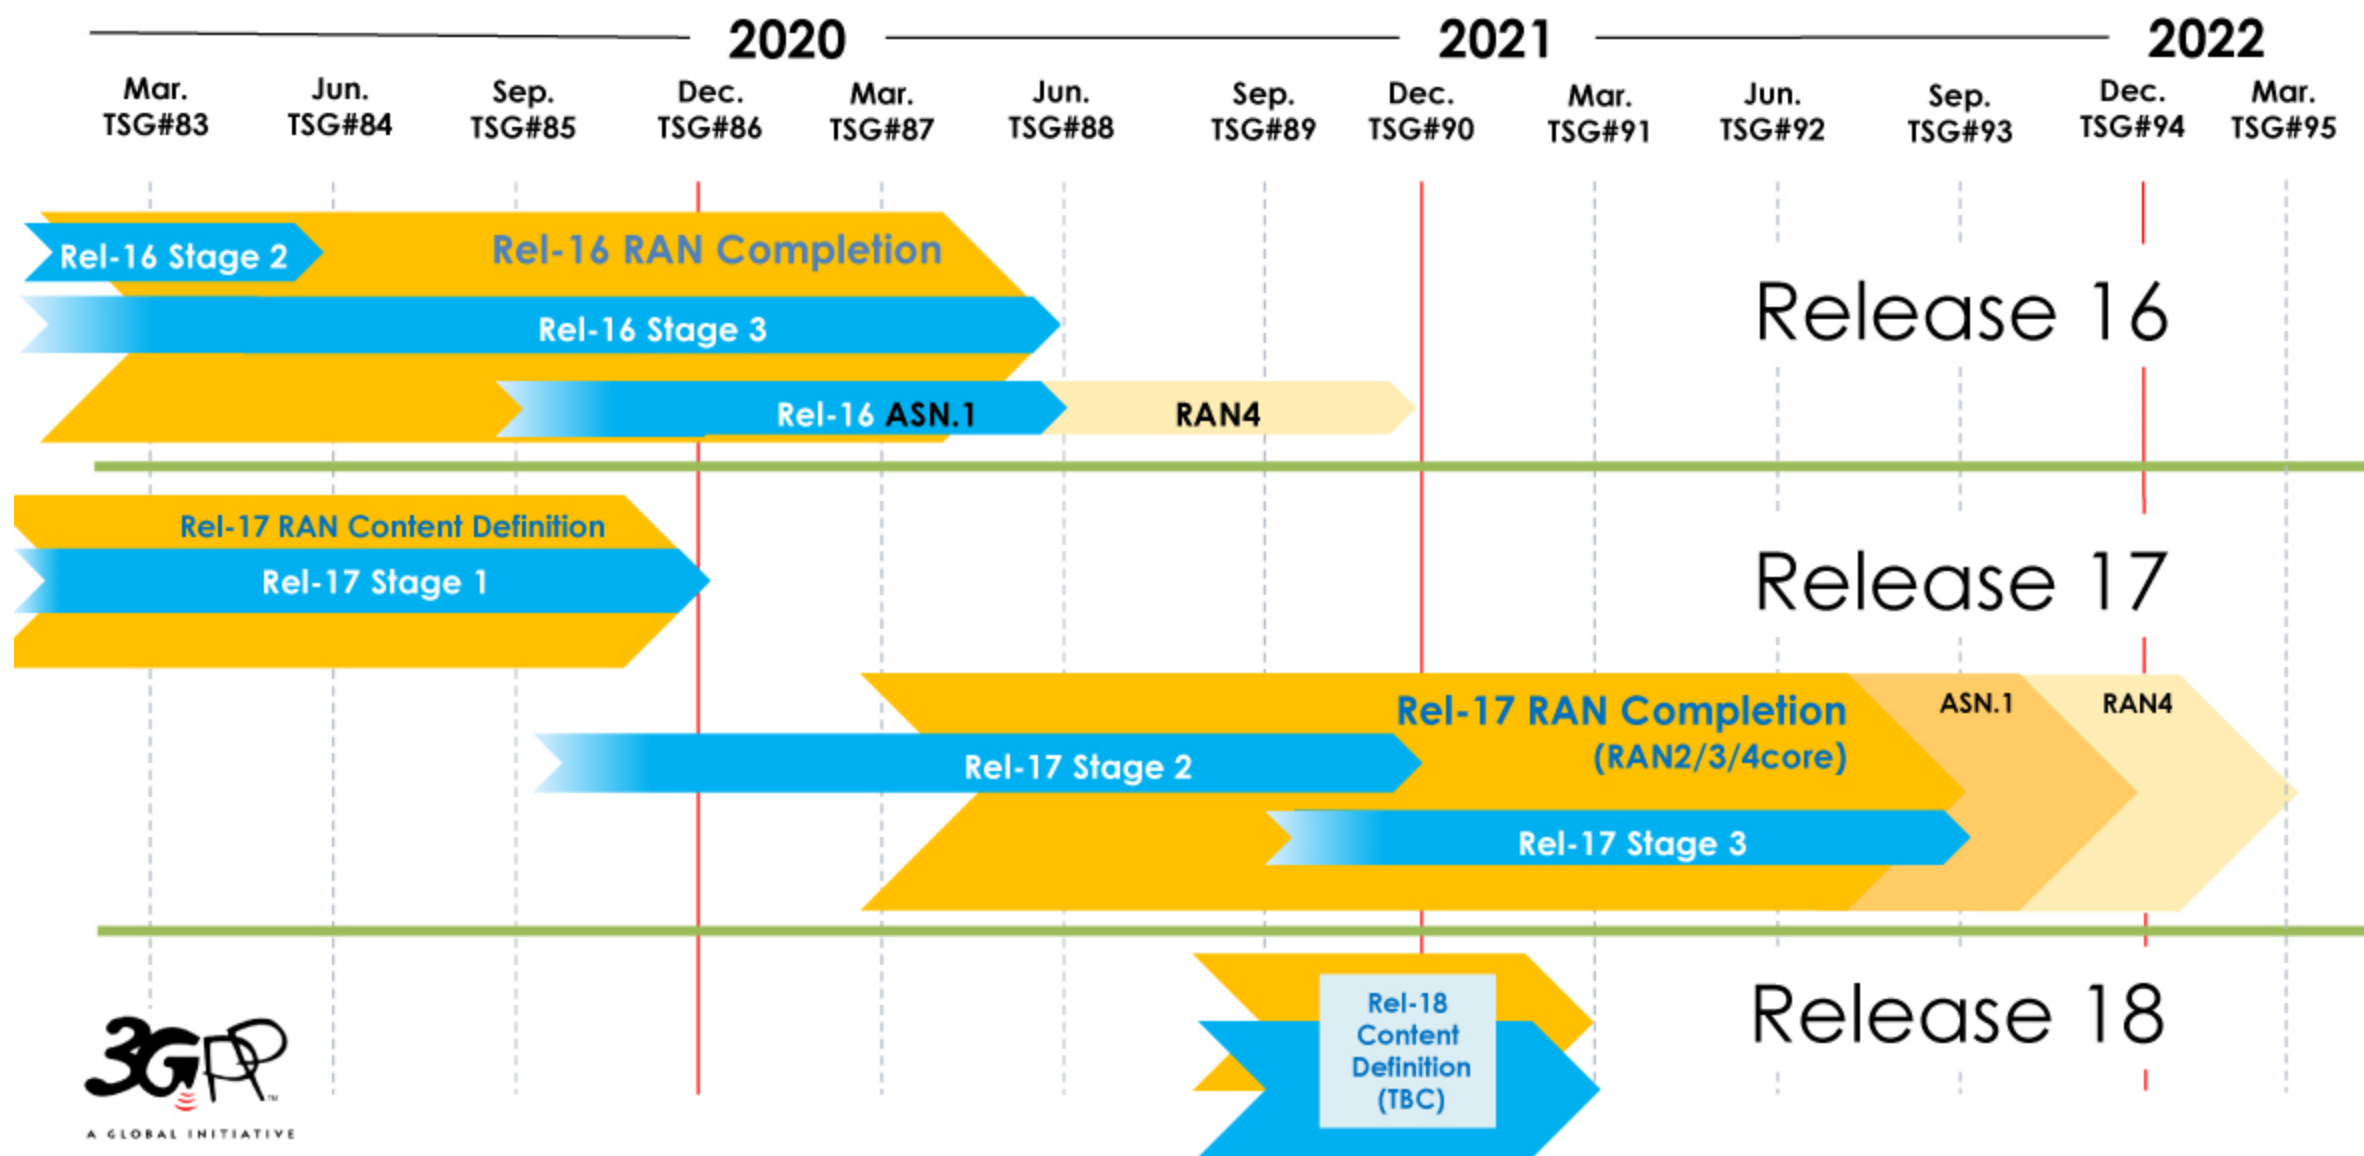 2020 2021 2022
Mar. Jun. Sep. Dec. Mar. Jun. Sep. Dec. Mar. Jun. Sep. Dec. Mar.
TSG#83 TSG#84 TSG#85 TSG#86 TSG#87 TSG#88 TSG#89 TSG#90 TSG#91 TSG#92 TSG#93 TSG#94 TSG#95
Rel-16 Stage 2
Rel-16 RAN Completion
Rel-16 Stage 3
Release 16
Rel-16 ASN.1
RAN4
Rel-17 RAN Content Definition
Rel-17 Stage 1
Release 17
Rel-17 RAN Completion
(RAN2/3/4core)
ASN.1
RAN4
Rel-17 Stage 2
Rel-17 Stage 3
Rel-18
Content
Definition
(TBC)
Release 18
3GPP
TM
A GLOBAL INITIATIVE